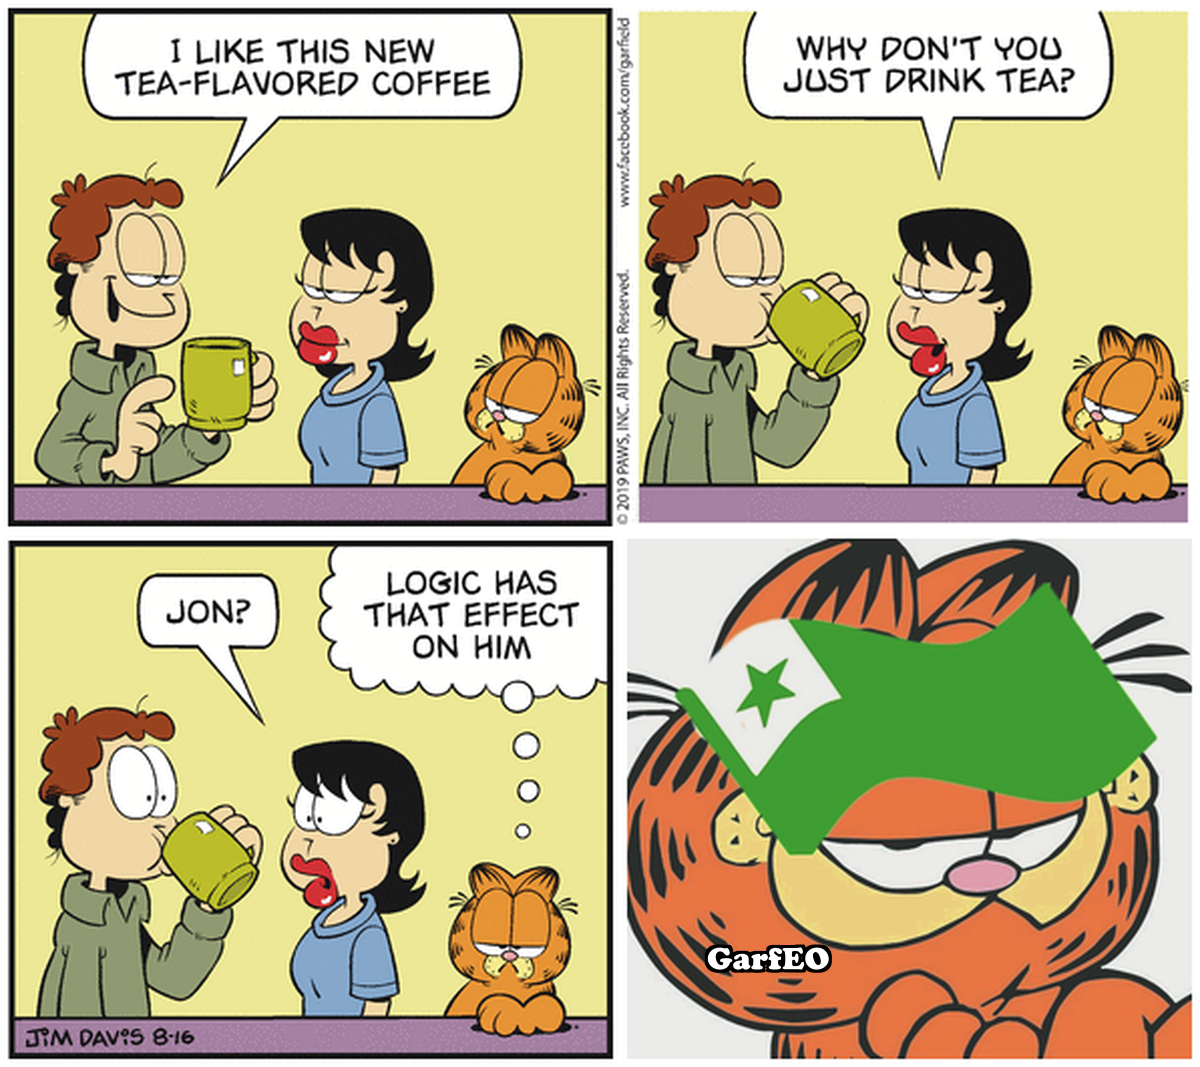 I LIKE THIS NEW
TEA-FLAVORED COFFEE
www.facebook.com/garfield
© 2019 PAWS, INC. All Rights Reserved.
WHY DON'T YOU
JUST DRINK TEA?
JON?
LOGIC HAS
THAT EFFECT
ON HIM
JiM DAViS 8-16
GarfEO